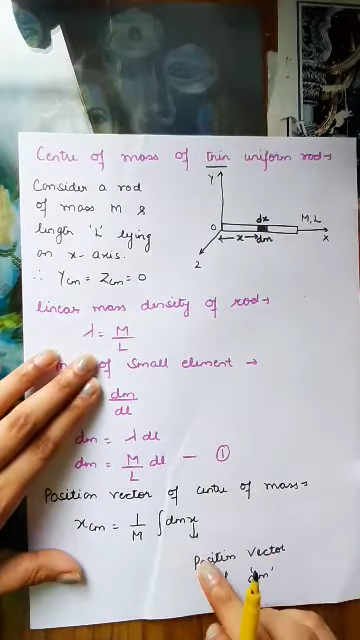 Centre of mass of thin uniform rod→
Consider a rod
of mass M &
length 'L' lying
on x-axis.
∴ Ycm = Zcm = 0
Y
dx
M, L
O
x
dm
X
Z
linear mass density of rod→
λ = M/L
of small element →
dm/dl
dm = λ dl
dm = M/L dl — ①
Position vector of centre of mass→
xcm = 1/M ∫ dm x
Position vector
'dm'